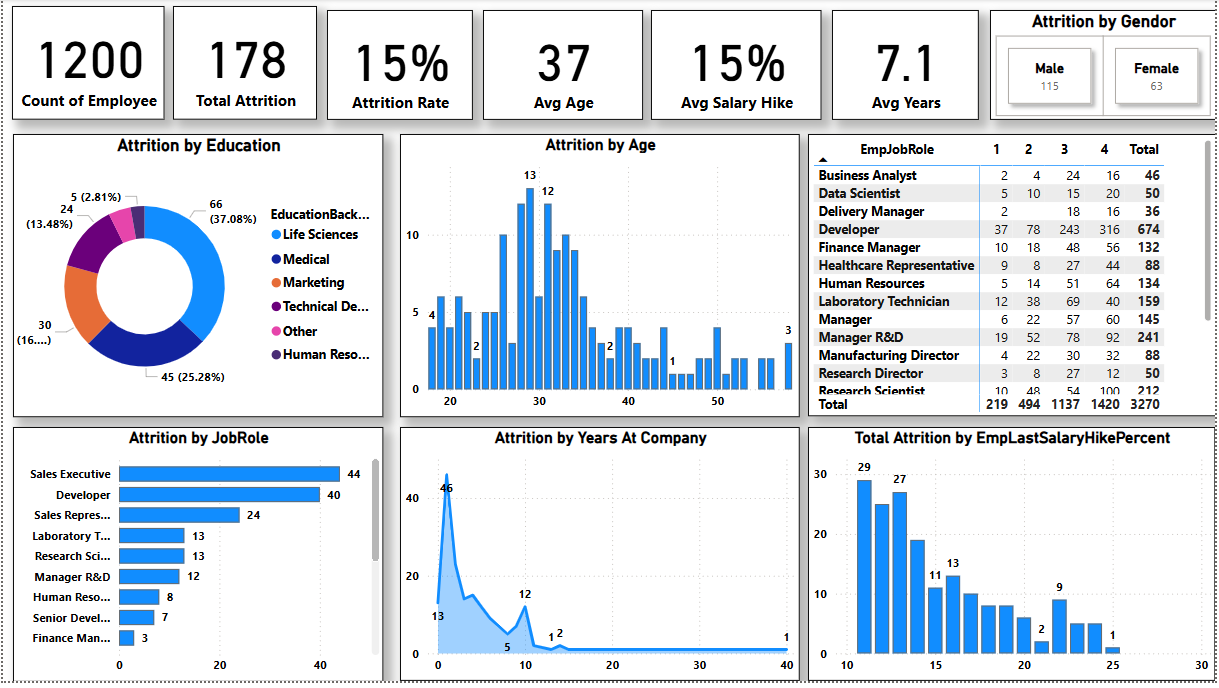 1200
Count of Employee
178
Total Attrition
15%
Attrition Rate
37
Avg Age
15%
Avg Salary Hike
7.1
Avg Years
Attrition by Gendor
Male
115
Female
63
Attrition by Education
5 (2.81%)
24
(13.48%)
66
(37.08%)
30
(16....)
45 (25.28%)
EducationBack...
Life Sciences
Medical
Marketing
Technical De...
Other
Human Reso...
Attrition by Age
13
12
10
5
4
2
2
1
3
0
20 30 40 50
EmpJobRole 1 2 3 4 Total
Business Analyst 2 4 24 16 46
Data Scientist 5 10 15 20 50
Delivery Manager 2 18 16 36
Developer 37 78 243 316 674
Finance Manager 10 18 48 56 132
Healthcare Representative 9 8 27 44 88
Human Resources 5 14 51 64 134
Laboratory Technician 12 38 69 40 159
Manager 6 22 57 60 145
Manager R&D 19 52 78 92 241
Manufacturing Director 4 22 30 32 88
Research Director 3 8 27 12 50
Research Scientist 10 48 54 100 212
Total 219 494 1137 1420 3270
Attrition by JobRole
Sales Executive 44
Developer 40
Sales Repres... 24
Laboratory T... 13
Research Sci... 13
Manager R&D 12
Human Reso... 8
Senior Devel... 7
Finance Man... 3
0 20 40
Attrition by Years At Company
46
40
20
13
12
5
1
2
1
0
0 10 20 30 40
Total Attrition by EmpLastSalaryHikePercent
30
29
27
20
11
13
10
9
2
1
0
10 15 20 25 30